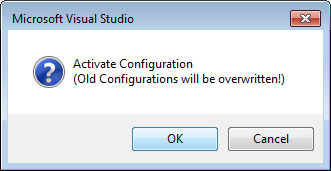 Microsoft Visual Studio
Activate Configuration
(Old Configurations will be overwritten!)
OK
Cancel